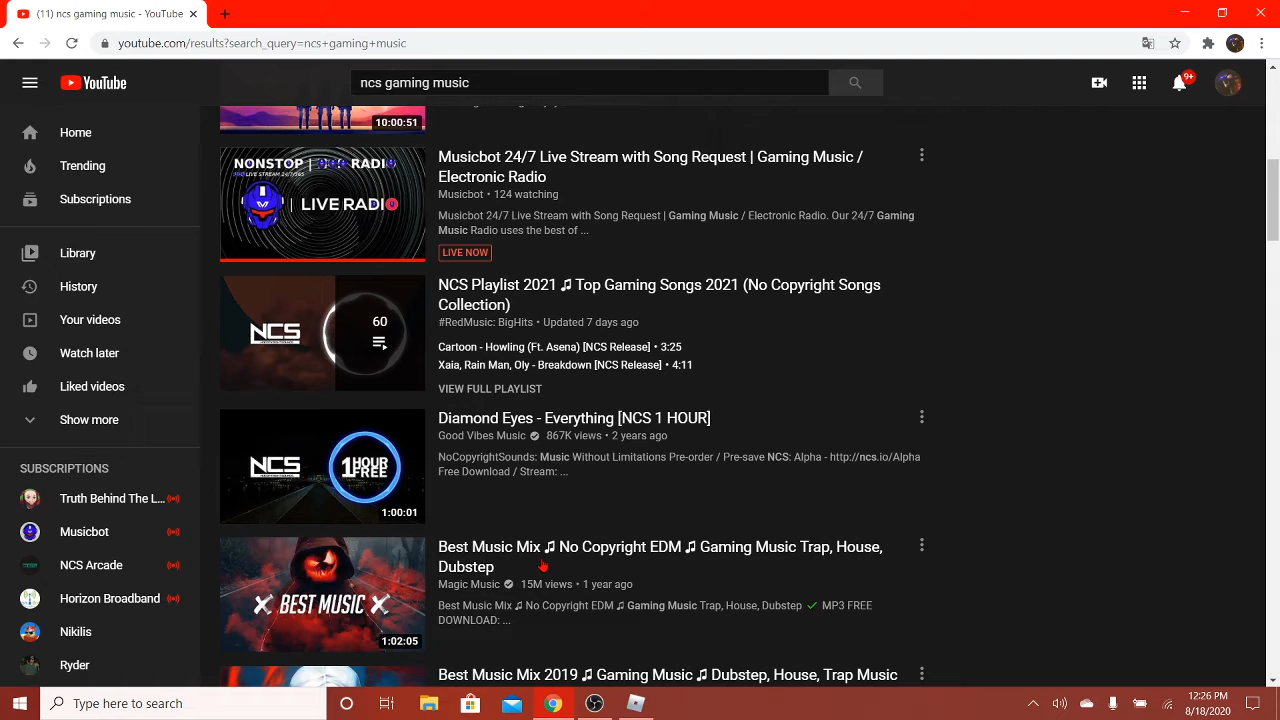 (11) ncs gaming music - YouTube
youtube.com/results?search_query=ncs+gaming+music
YouTube
ncs gaming music
9+
Home
Trending
Subscriptions
Library
History
Your videos
Watch later
Liked videos
Show more
SUBSCRIPTIONS
Truth Behind The L...
Musicbot
NCS Arcade
Horizon Broadband
Nikilis
Ryder
10:00:51
NONSTOP
RADIO
LIVE STREAM 24/7/365
LIVE RADIO
Musicbot 24/7 Live Stream with Song Request | Gaming Music /
Electronic Radio
Musicbot • 124 watching
Musicbot 24/7 Live Stream with Song Request | Gaming Music / Electronic Radio. Our 24/7 Gaming
Music Radio uses the best of ...
LIVE NOW
NCS
60
NCS Playlist 2021 ♫ Top Gaming Songs 2021 (No Copyright Songs
Collection)
#RedMusic: BigHits • Updated 7 days ago
Cartoon - Howling (Ft. Asena) [NCS Release] • 3:25
Xaia, Rain Man, Oly - Breakdown [NCS Release] • 4:11
VIEW FULL PLAYLIST
NCS
1HOUR
FREE
1:00:01
Diamond Eyes - Everything [NCS 1 HOUR]
Good Vibes Music 867K views • 2 years ago
NoCopyrightSounds: Music Without Limitations Pre-order / Pre-save NCS: Alpha - http://ncs.io/Alpha
Free Download / Stream: ...
BEST MUSIC
1:02:05
Best Music Mix ♫ No Copyright EDM ♫ Gaming Music Trap, House,
Dubstep
Magic Music 15M views • 1 year ago
Best Music Mix ♫ No Copyright EDM ♫ Gaming Music Trap, House, Dubstep ✓ MP3 FREE
DOWNLOAD: ...
Best Music Mix 2019 ♫ Gaming Music ♫ Dubstep, House, Trap Music
Type here to search
12:26 PM
8/18/2020